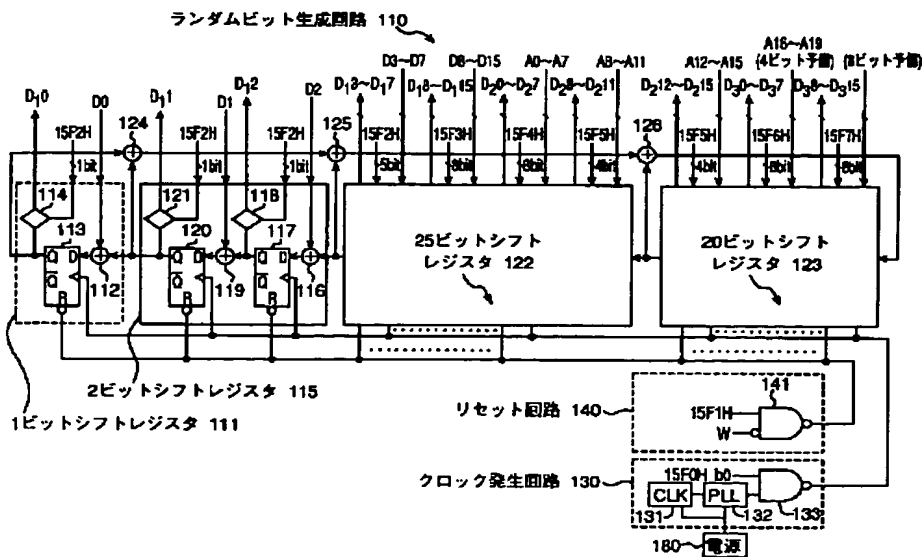 ランダムビット生成回路 110
A16〜A19
D3〜D7 D8〜D15 A0〜A7 A8〜A11 A12〜A15 (4ビット予備) (8ビット予備)
D₁0 D0 D₁1 D1 D₁2 D2 D₁3〜D₁7 D₁8〜D₁15 D₂0〜D₂7 D₂8〜D₂11 D₂12〜D₂15 D₃0〜D₃7 D₃8〜D₃15
15F2H 124 15F2H 15F2H 125 15F2H 15F3H 15F4H 15F5H 126 15F5H 15F6H 15F7H
1bit 1bit 1bit 5bit 8bit 8bit 4bit 4bit 8bit 8bit
114 121 118
113 120 117
Q D Q D Q D
Q̅ Q̅ Q̅
R R R
112 119 116
25ビットシフト
レジスタ 122
20ビットシフト
レジスタ 123
2ビットシフトレジスタ 115
1ビットシフトレジスタ 111
リセット回路 140
141
15F1H
W
クロック発生回路 130
15F0H b0
CLK PLL
131 132 133
180 電源